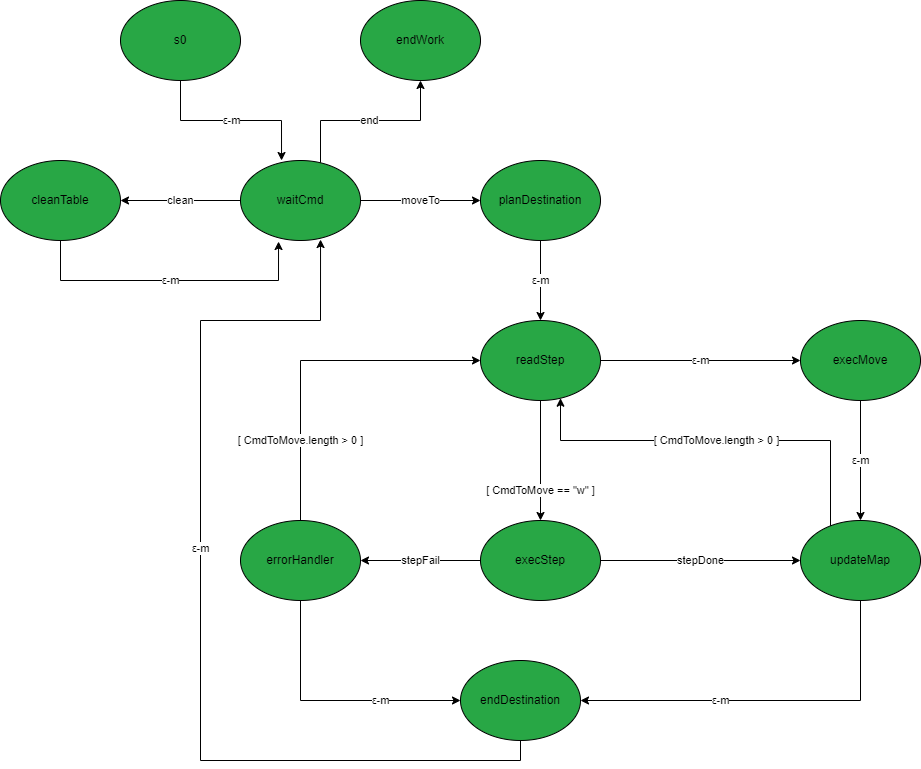 s0
endWork
ε-m
end
cleanTable
clean
waitCmd
moveTo
planDestination
ε-m
ε-m
readStep
ε-m
execMove
[ CmdToMove.length > 0 ]
[ CmdToMove.length > 0 ]
ε-m
[ CmdToMove == "w" ]
ε-m
errorHandler
stepFail
execStep
stepDone
updateMap
ε-m
endDestination
ε-m